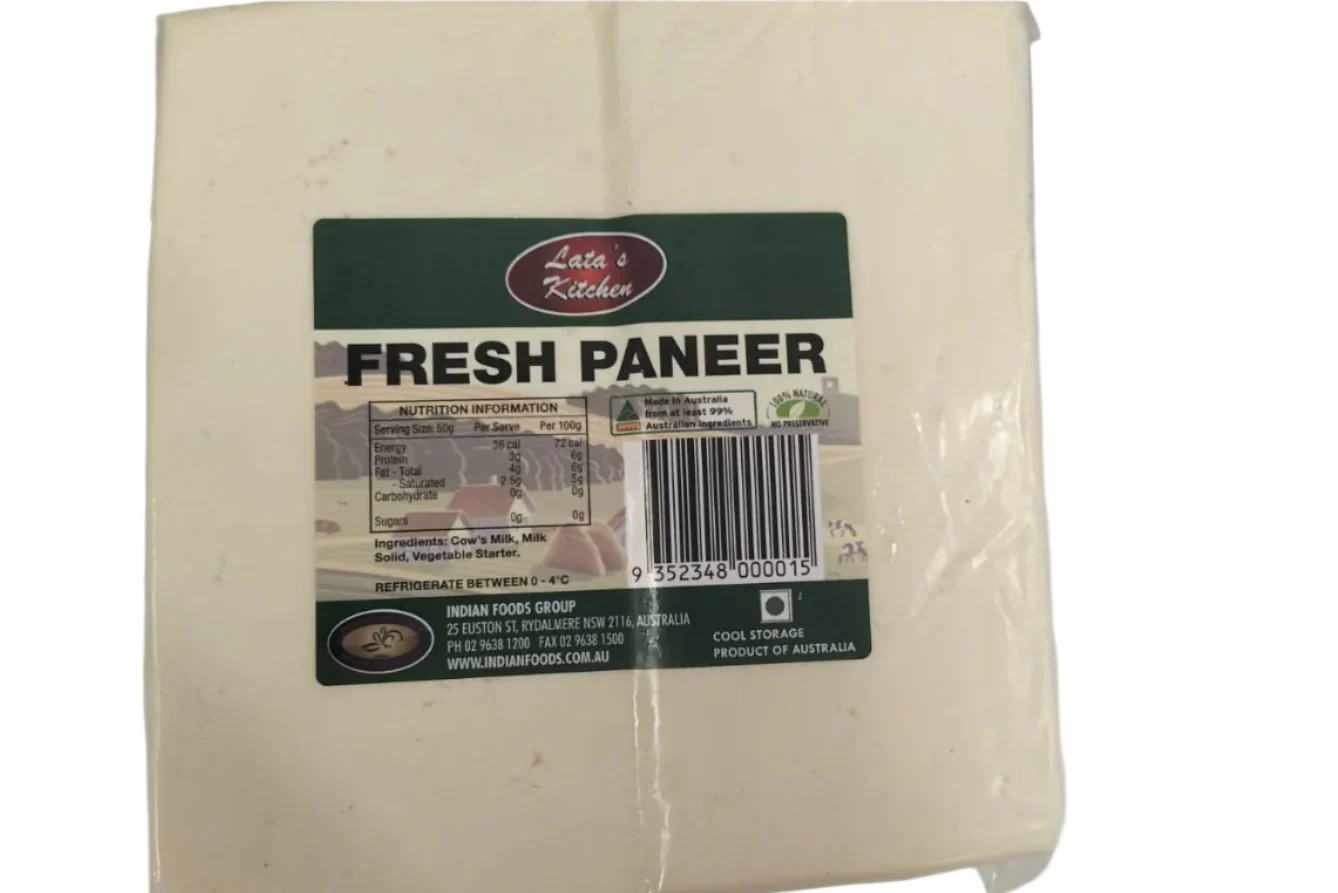 Lata's
Kitchen
FRESH PANEER
NUTRITION INFORMATION
Serving Size: 50g Per Serve Per 100g
Energy 36 cal 72 cal
Protein 3g 6g
Fat - Total 4g 6g
- Saturated 2.5g 5g
Carbohydrate 0g 0g
Sugars 0g 0g
Ingredients: Cow's Milk, Milk
Solid, Vegetable Starter.
REFRIGERATE BETWEEN 0 - 4°C
Made in Australia
from at least 99%
Australian ingredients
100% NATURAL
NO PRESERVATIVE
9 352348 000015
INDIAN FOODS GROUP
25 EUSTON ST, RYDALMERE NSW 2116, AUSTRALIA
PH 02 9638 1200 FAX 02 9638 1500
WWW.INDIANFOODS.COM.AU
COOL STORAGE
PRODUCT OF AUSTRALIA